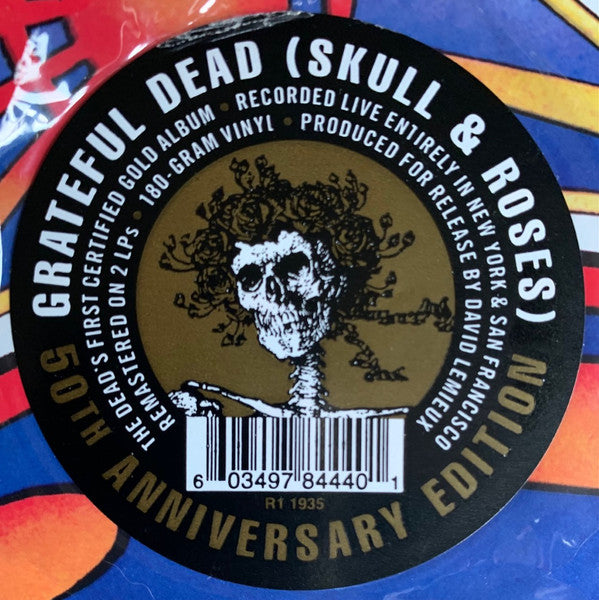 GRATEFUL DEAD (SKULL & ROSES)
THE DEAD'S FIRST CERTIFIED GOLD ALBUM • RECORDED LIVE ENTIRELY IN NEW YORK & SAN FRANCISCO
REMASTERED ON 2 LPs • 180-GRAM VINYL • PRODUCED FOR RELEASE BY DAVID LEMIEUX
6 03497 84440 1
R1 1935
50TH ANNIVERSARY EDITION